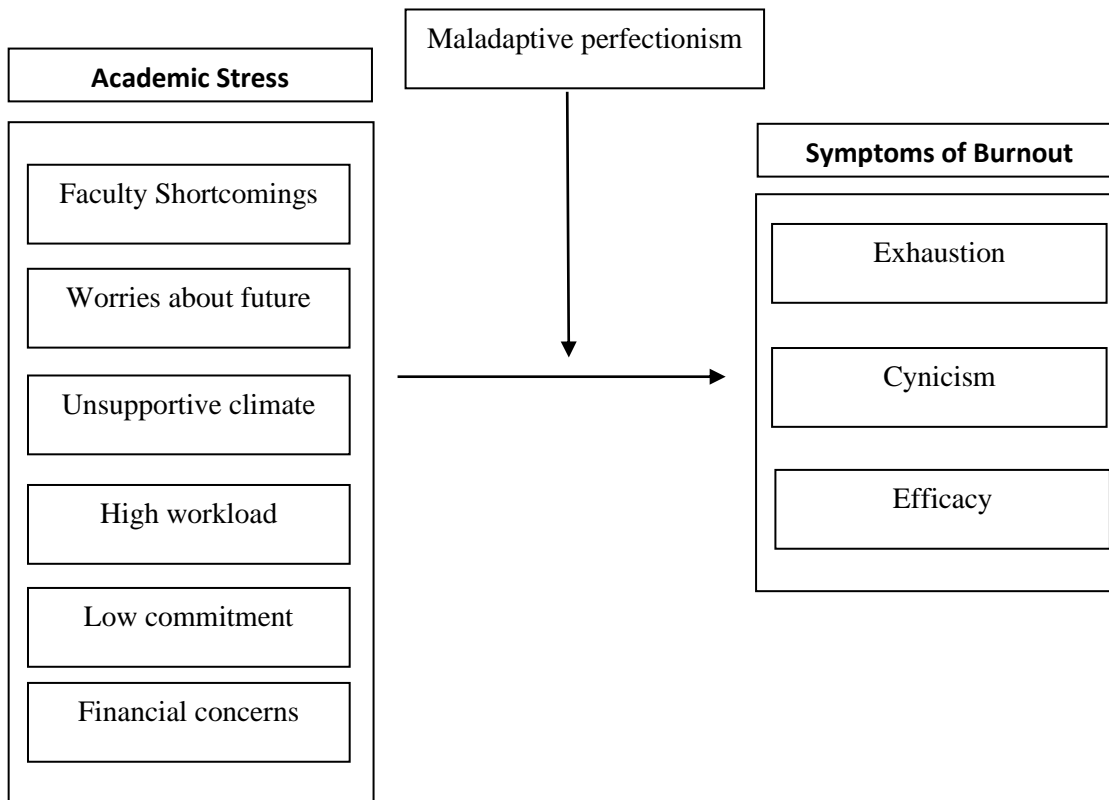 Maladaptive perfectionism
Academic Stress
Faculty Shortcomings
Worries about future
Unsupportive climate
High workload
Low commitment
Financial concerns
Symptoms of Burnout
Exhaustion
Cynicism
Efficacy